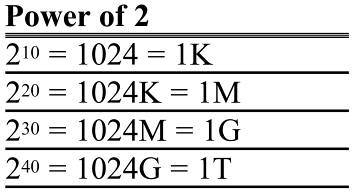 Power of 2
2¹⁰ = 1024 = 1K
2²⁰ = 1024K = 1M
2³⁰ = 1024M = 1G
2⁴⁰ = 1024G = 1T